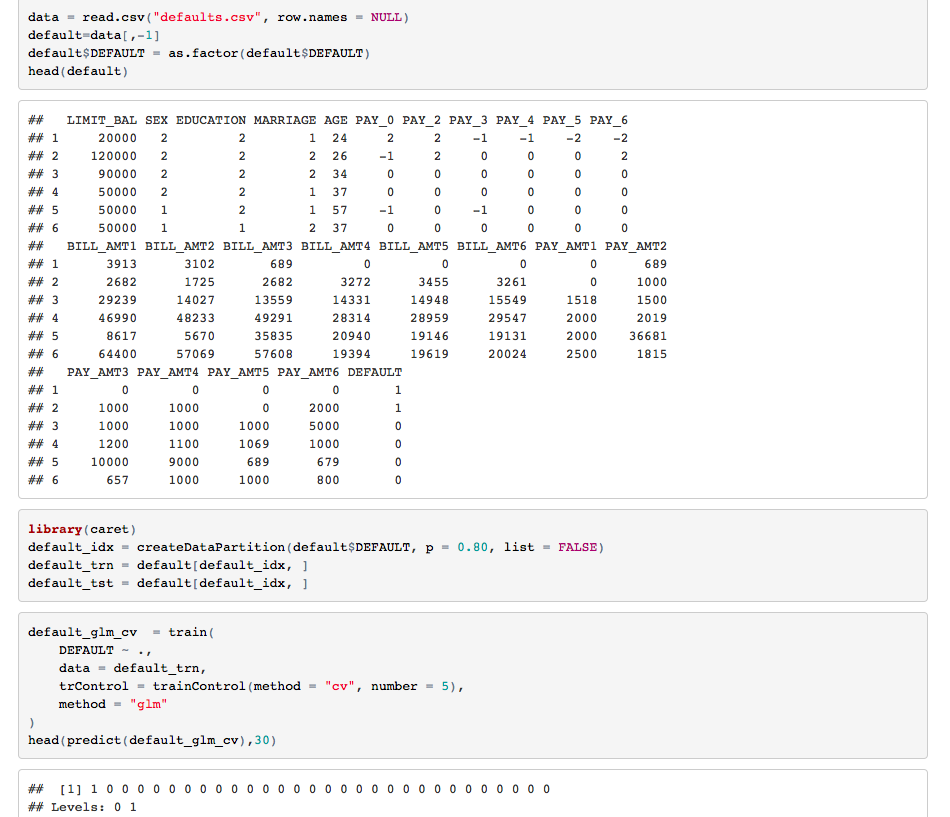 data = read.csv("defaults.csv", row.names = NULL)
default=data[,-1]
default$DEFAULT = as.factor(default$DEFAULT)
head(default)
##   LIMIT_BAL SEX EDUCATION MARRIAGE AGE PAY_0 PAY_2 PAY_3 PAY_4 PAY_5 PAY_6
## 1     20000   2         2        1  24     2     2    -1    -1    -2    -2
## 2    120000   2         2        2  26    -1     2     0     0     0     2
## 3     90000   2         2        2  34     0     0     0     0     0     0
## 4     50000   2         2        1  37     0     0     0     0     0     0
## 5     50000   1         2        1  57    -1     0    -1     0     0     0
## 6     50000   1         1        2  37     0     0     0     0     0     0
##   BILL_AMT1 BILL_AMT2 BILL_AMT3 BILL_AMT4 BILL_AMT5 BILL_AMT6 PAY_AMT1 PAY_AMT2
## 1      3913      3102       689         0         0         0        0      689
## 2      2682      1725      2682      3272      3455      3261        0     1000
## 3     29239     14027     13559     14331     14948     15549     1518     1500
## 4     46990     48233     49291     28314     28959     29547     2000     2019
## 5      8617      5670     35835     20940     19146     19131     2000    36681
## 6     64400     57069     57608     19394     19619     20024     2500     1815
##   PAY_AMT3 PAY_AMT4 PAY_AMT5 PAY_AMT6 DEFAULT
## 1        0        0        0        0       1
## 2     1000     1000        0     2000       1
## 3     1000     1000     1000     5000       0
## 4     1200     1100     1069     1000       0
## 5    10000     9000      689      679       0
## 6      657     1000     1000      800       0
library(caret)
default_idx = createDataPartition(default$DEFAULT, p = 0.80, list = FALSE)
default_trn = default[default_idx, ]
default_tst = default[default_idx, ]
default_glm_cv  = train(
    DEFAULT ~ .,
    data = default_trn,
    trControl = trainControl(method = "cv", number = 5),
    method = "glm"
)
head(predict(default_glm_cv),30)
##  [1] 1 0 0 0 0 0 0 0 0 0 0 0 0 0 0 0 0 0 0 0 0 0 0 0 0 0 0 0 0 0
## Levels: 0 1